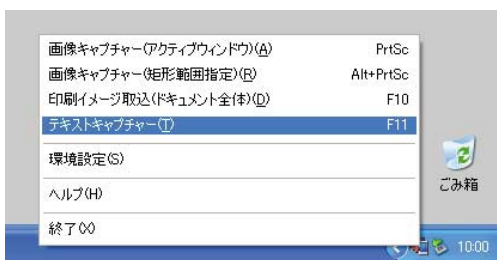 画像キャプチャー(アクティブウィンドウ)(A) PrtSc
画像キャプチャー(矩形範囲指定)(R) Alt+PrtSc
印刷イメージ取込(ドキュメント全体)(D) F10
テキストキャプチャー(T) F11
環境設定(S)
ヘルプ(H)
終了(X)
ごみ箱
10:00